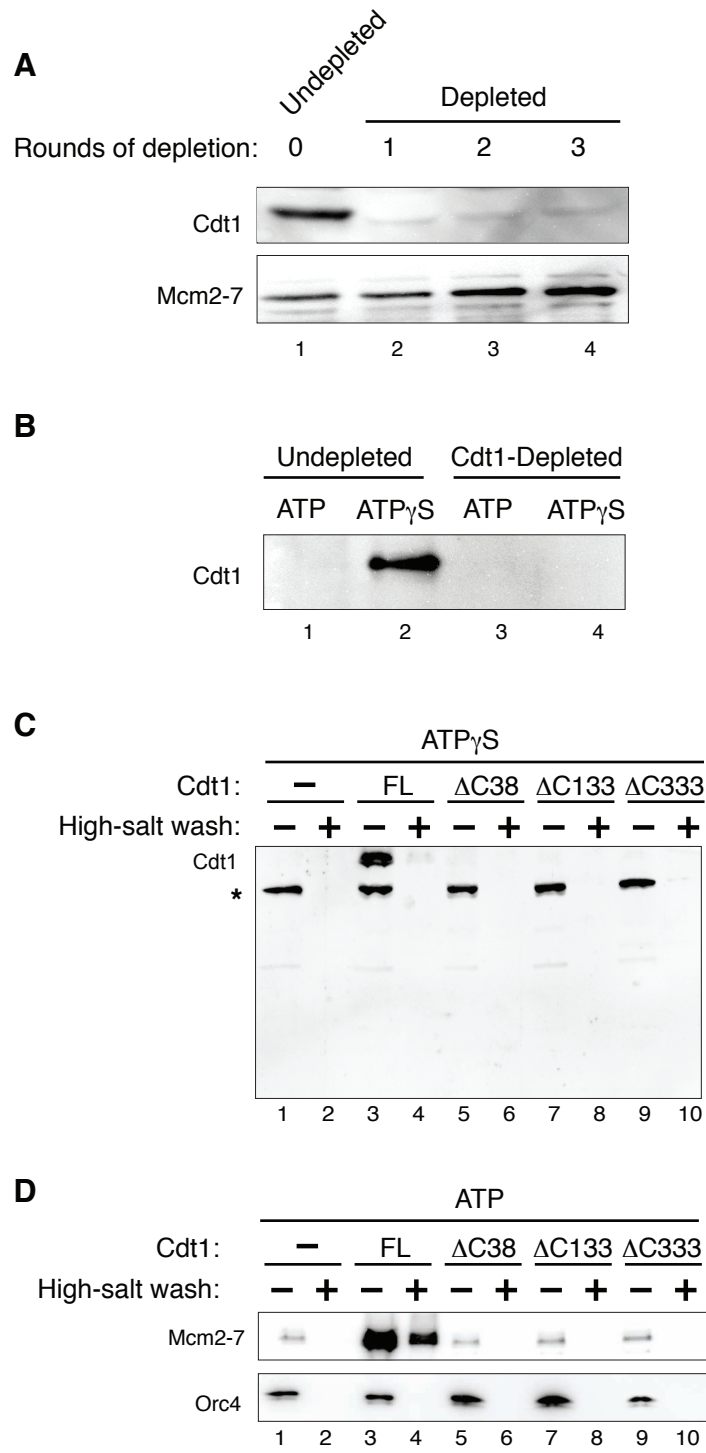 A
Undepleted
Depleted
Rounds of depletion: 0 1 2 3
Cdt1
Mcm2-7
1 2 3 4
B
Undepleted Cdt1-Depleted
ATP ATPγS ATP ATPγS
Cdt1
1 2 3 4
C
ATPγS
Cdt1: – FL ΔC38 ΔC133 ΔC333
High-salt wash: – + – + – + – + – +
Cdt1
*
1 2 3 4 5 6 7 8 9 10
D
ATP
Cdt1: – FL ΔC38 ΔC133 ΔC333
High-salt wash: – + – + – + – + – +
Mcm2-7
Orc4
1 2 3 4 5 6 7 8 9 10